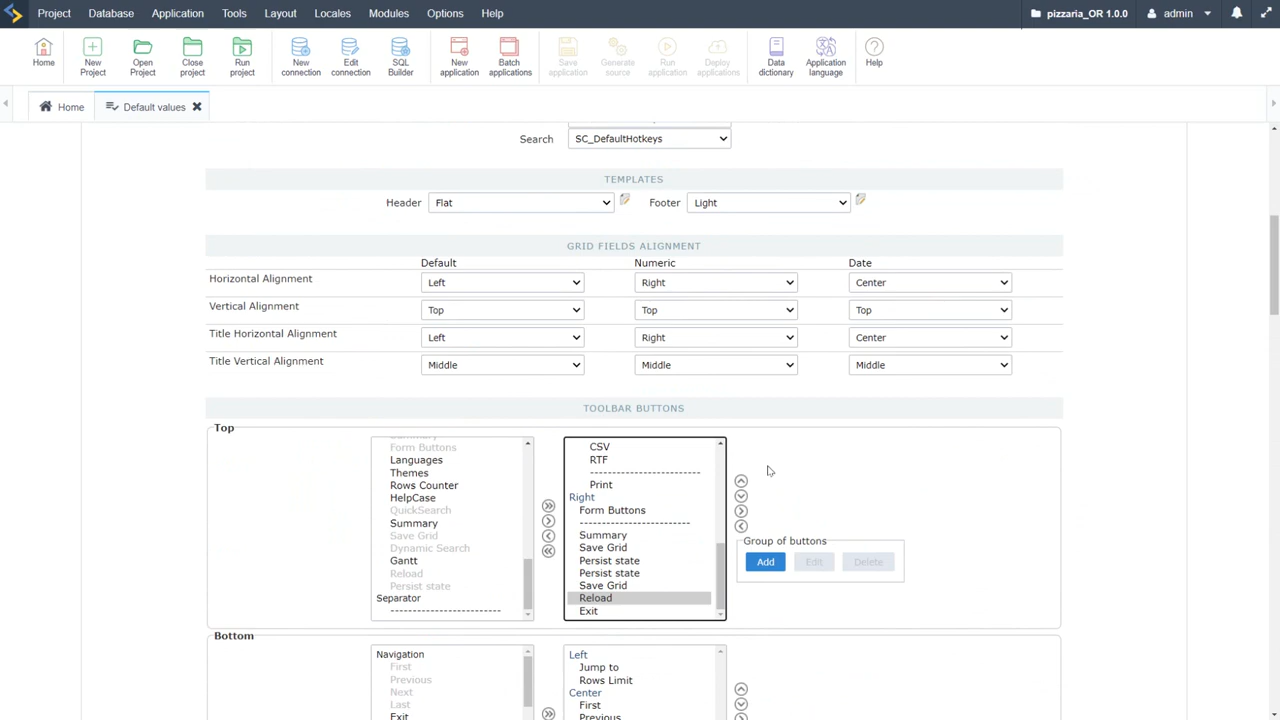 Project Database Application Tools Layout Locales Modules Options Help pizzaria_OR 1.0.0 admin
Home New Project Open Project Close project Run project New connection Edit connection SQL Builder New application Batch applications Save application Generate source Run application Deploy applications Data dictionary Application language Help
Home Default values
Search SC_DefaultHotkeys
TEMPLATES
Header Flat Footer Light
GRID FIELDS ALIGNMENT
Default Numeric Date
Horizontal Alignment Left Right Center
Vertical Alignment Top Top Top
Title Horizontal Alignment Left Right Center
Title Vertical Alignment Middle Middle Middle
TOOLBAR BUTTONS
Top
Summary
Form Buttons
Languages
Themes
Rows Counter
HelpCase
QuickSearch
Summary
Save Grid
Dynamic Search
Gantt
Reload
Persist state
Separator
------------------------
CSV
RTF
------------------------
Print
Right
Form Buttons
------------------------
Summary
Save Grid
Persist state
Persist state
Save Grid
Reload
Exit
Group of buttons
Add Edit Delete
Bottom
Navigation
First
Previous
Next
Last
Exit
Left
Jump to
Rows Limit
Center
First
Previous